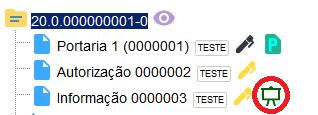 20.0.000000001-0
Portaria 1 (0000001) TESTE P
Autorização 0000002 TESTE
Informação 0000003 TESTE